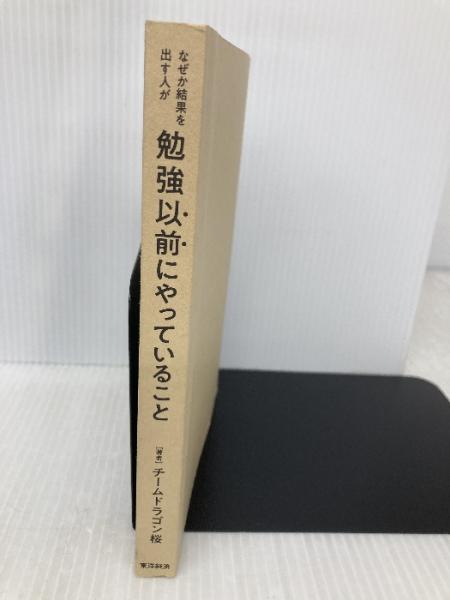 なぜか結果を
出す人が
勉強以前にやっていること
[著者] チームドラゴン桜
東洋経済